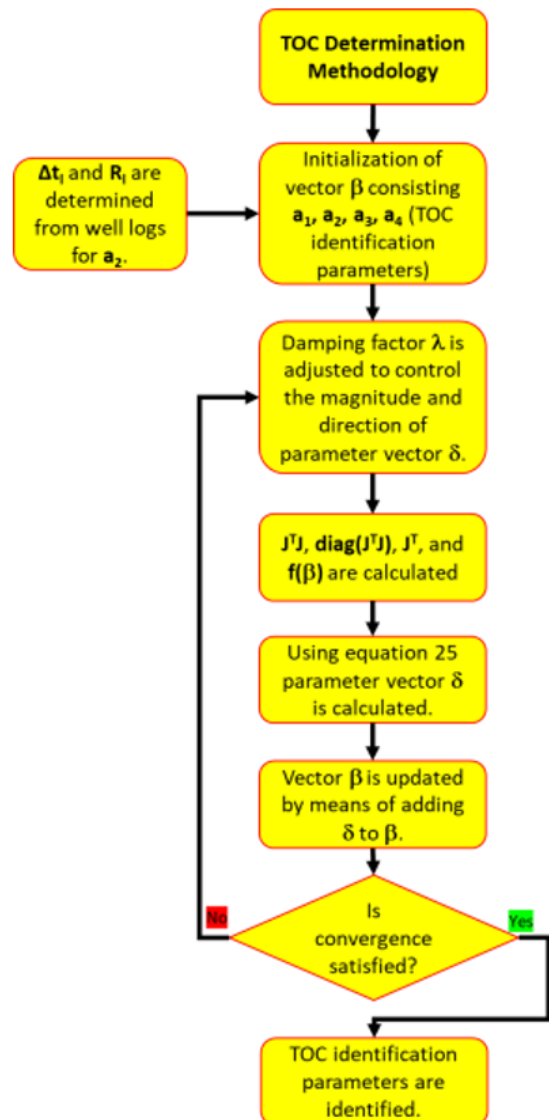 TOC Determination
Methodology
Δtₗ and Rₗ are
determined
from well logs
for a₂.
Initialization of
vector β consisting
a₁, a₂, a₃, a₄ (TOC
identification
parameters)
Damping factor λ is
adjusted to control
the magnitude and
direction of
parameter vector δ.
JᵀJ, diag(JᵀJ), Jᵀ, and
f(β) are calculated
Using equation 25
parameter vector δ
is calculated.
Vector β is updated
by means of adding
δ to β.
Is
convergence
satisfied?
No
Yes
TOC identification
parameters are
identified.